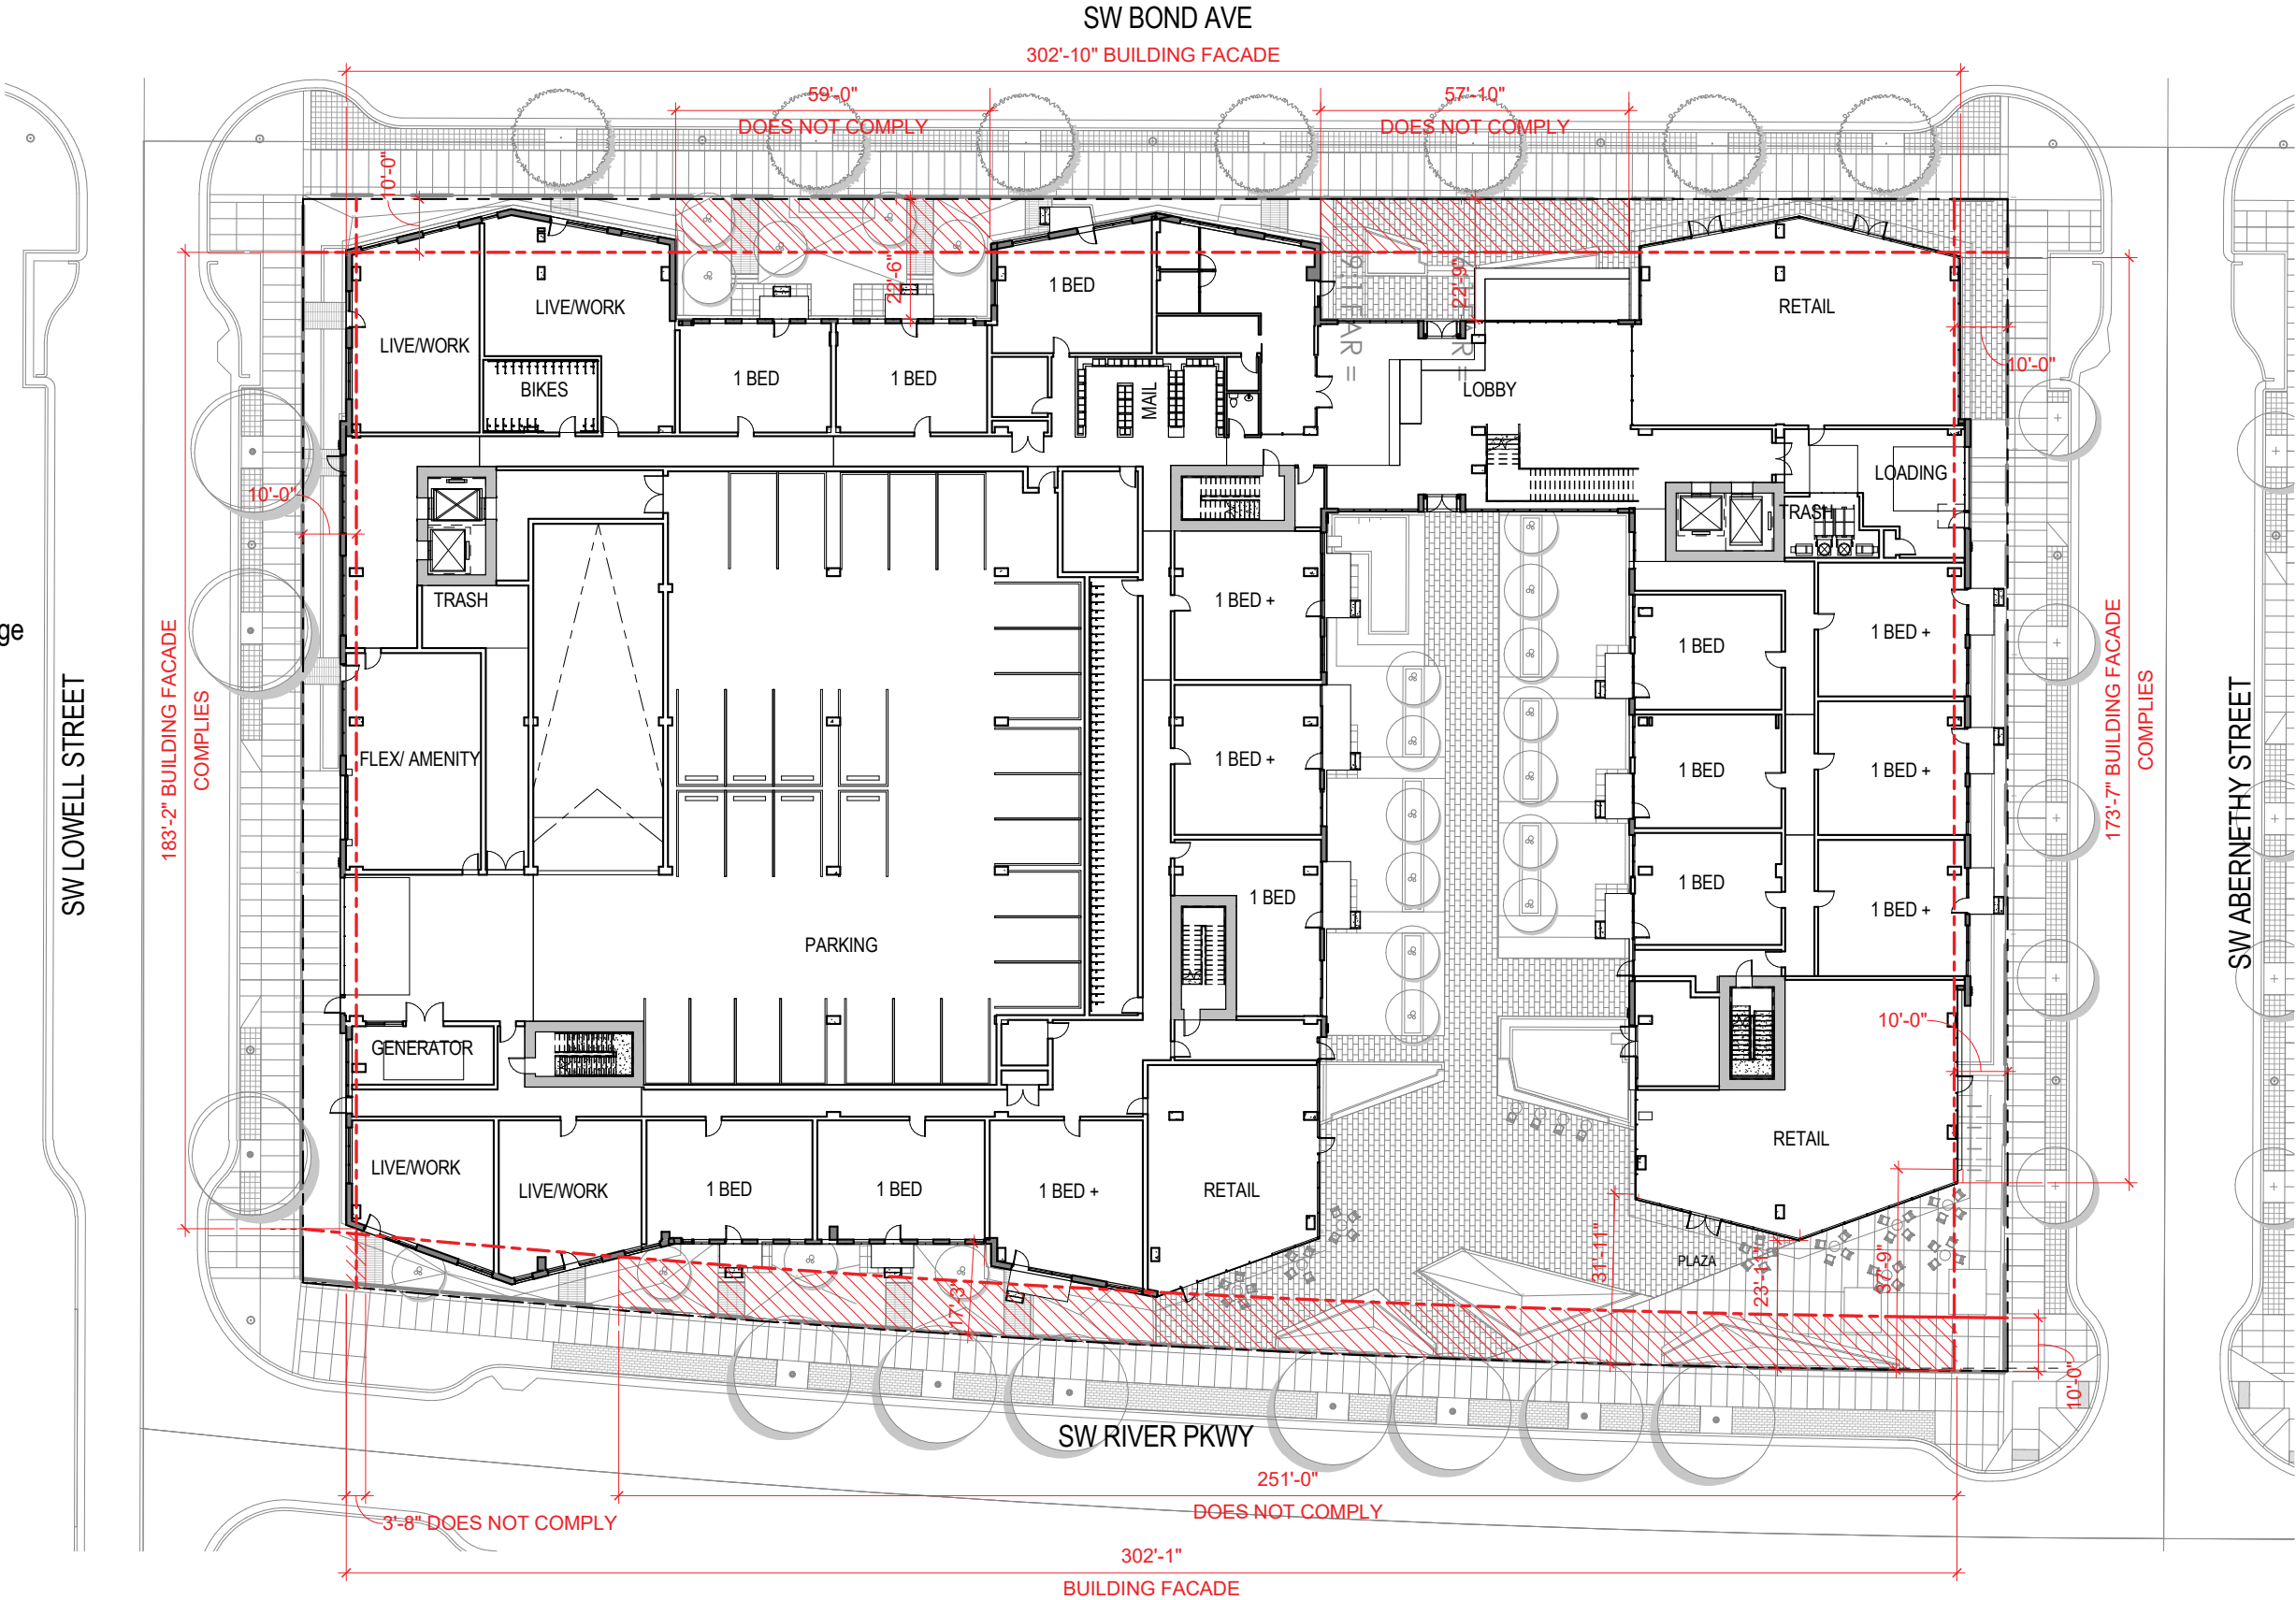 SW BOND AVE
302'-10" BUILDING FACADE
59'-0"
DOES NOT COMPLY
57'-10"
DOES NOT COMPLY
10'-0"
22'-6"
22'-9"
1 BED
RETAIL
LIVE/WORK
LIVE/WORK
10'-0"
BIKES
1 BED
1 BED
MAIL
LOBBY
LOADING
10'-0"
TRASH
TRASH
1 BED +
1 BED
1 BED +
ge
183'-2" BUILDING FACADE
COMPLIES
SW LOWELL STREET
FLEX/ AMENITY
1 BED +
1 BED
1 BED +
173'-7" BUILDING FACADE
COMPLIES
SW ABERNETHY STREET
1 BED
1 BED
1 BED +
PARKING
GENERATOR
10'-0"
LIVE/WORK
LIVE/WORK
1 BED
1 BED
1 BED +
RETAIL
RETAIL
PLAZA
17'-3"
31'-11"
23'-1"
37'-9"
10'-0"
SW RIVER PKWY
251'-0"
DOES NOT COMPLY
3'-8" DOES NOT COMPLY
302'-1"
BUILDING FACADE